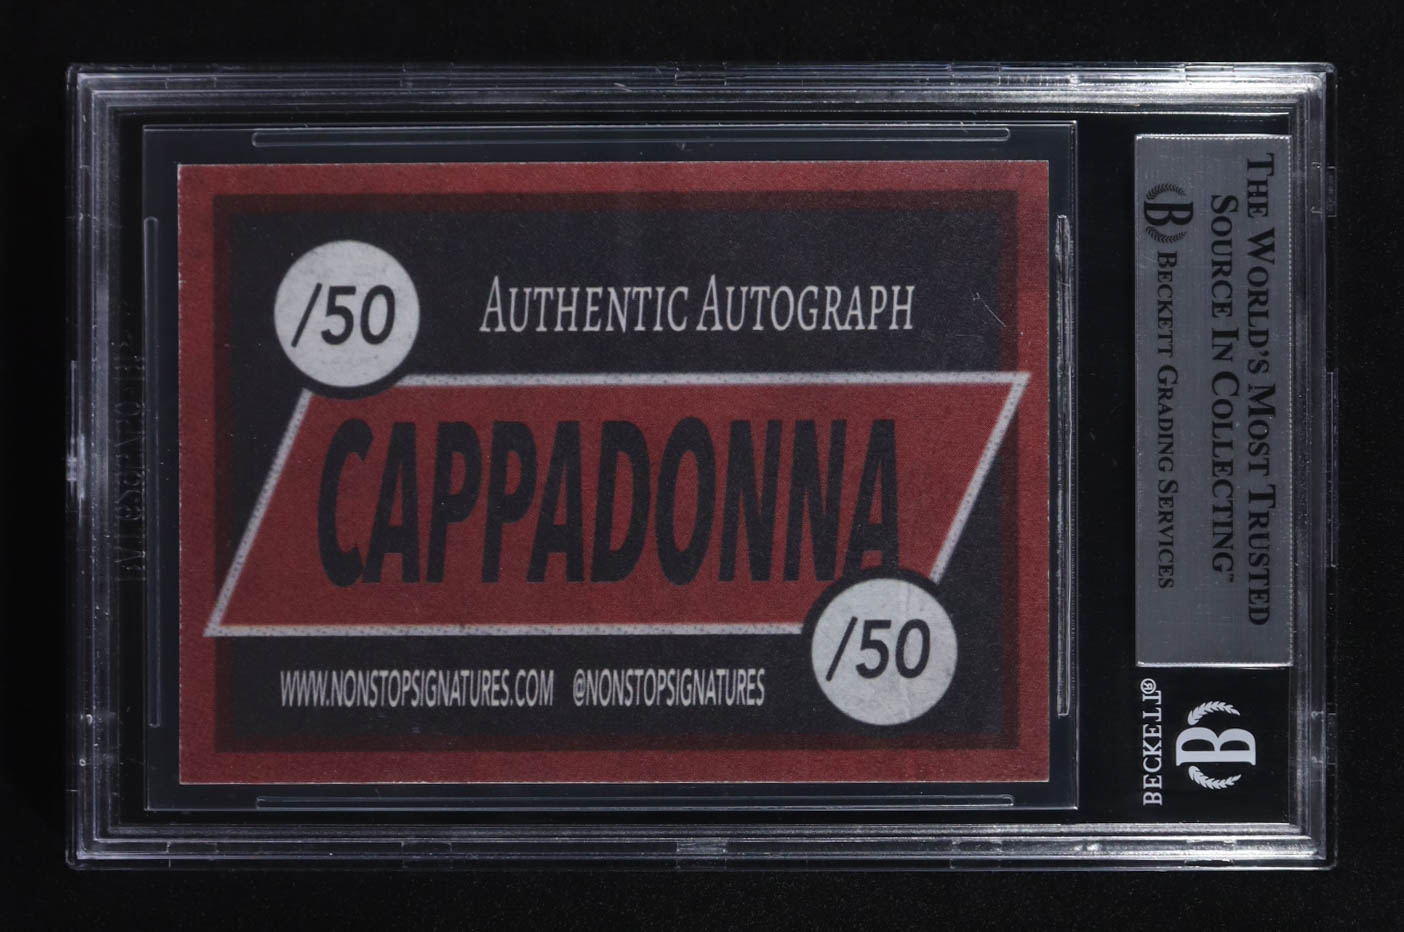 /50
AUTHENTIC AUTOGRAPH
CAPPADONNA
WWW.NONSTOPSIGNATURES.COM @NONSTOPSIGNATURES
/50
THE WORLD'S MOST TRUSTED
SOURCE IN COLLECTING™
B BECKETT GRADING SERVICES
B
BECKETT®